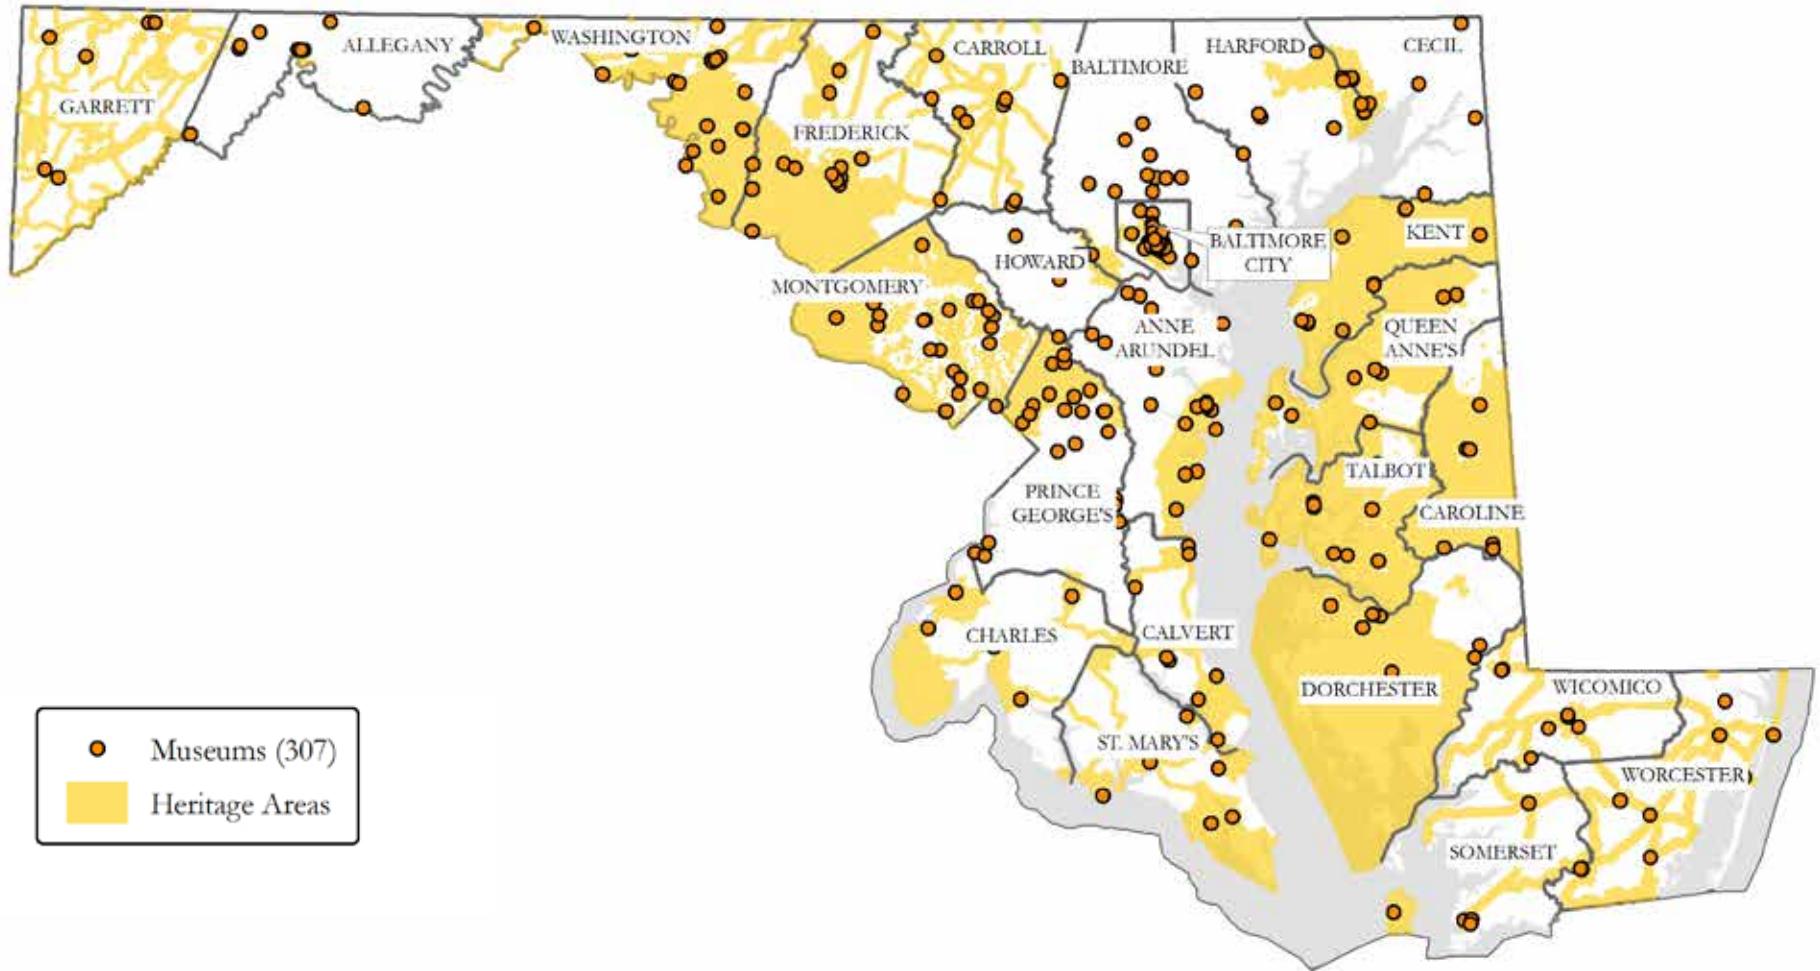 GARRETT
ALLEGANY
WASHINGTON
FREDERICK
CARROLL
BALTIMORE
HARFORD
CECIL
MONTGOMERY
HOWARD
BALTIMORE
CITY
KENT
ANNE
ARUNDEL
QUEEN
ANNE'S
PRINCE
GEORGE'S
TALBOT
CAROLINE
CHARLES
CALVERT
ST. MARY'S
DORCHESTER
WICOMICO
WORCESTER
SOMERSET
Museums (307)
Heritage Areas